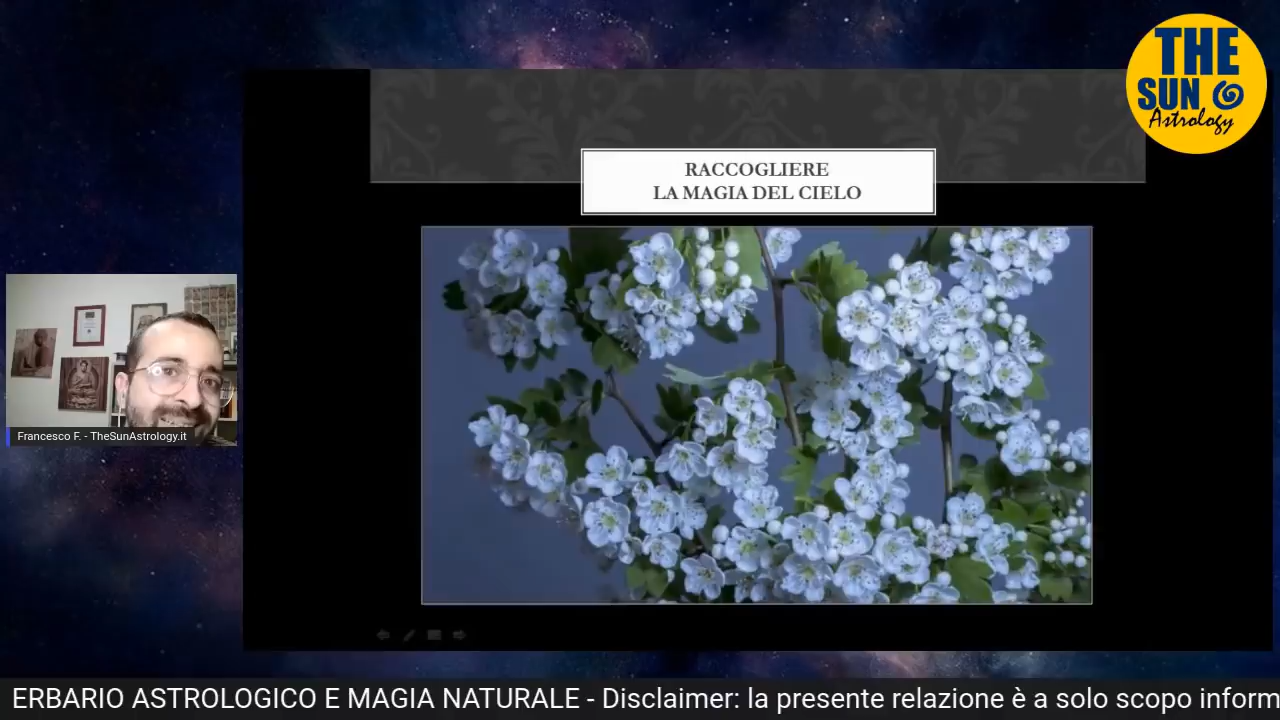 THE
SUN
Astrology
RACCOGLIERE
LA MAGIA DEL CIELO
Francesco F. - TheSunAstrology.it
ERBARIO ASTROLOGICO E MAGIA NATURALE - Disclaimer: la presente relazione è a solo scopo inform